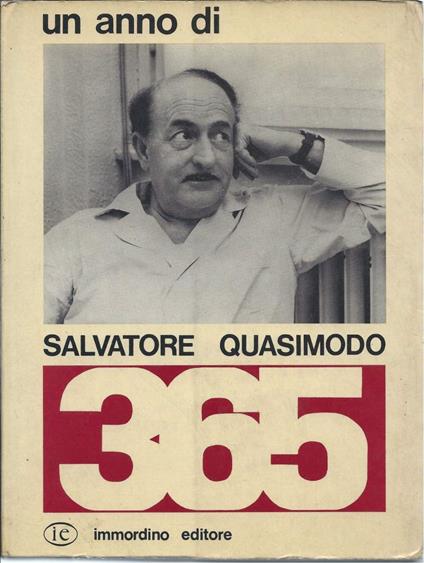 un anno di
SALVATORE QUASIMODO
365
ie immordino editore